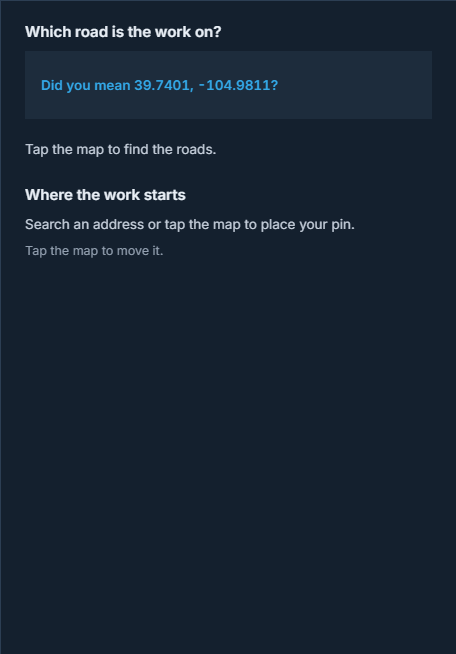 Which road is the work on?
Did you mean 39.7401, -104.9811?
Tap the map to find the roads.
Where the work starts
Search an address or tap the map to place your pin.
Tap the map to move it.